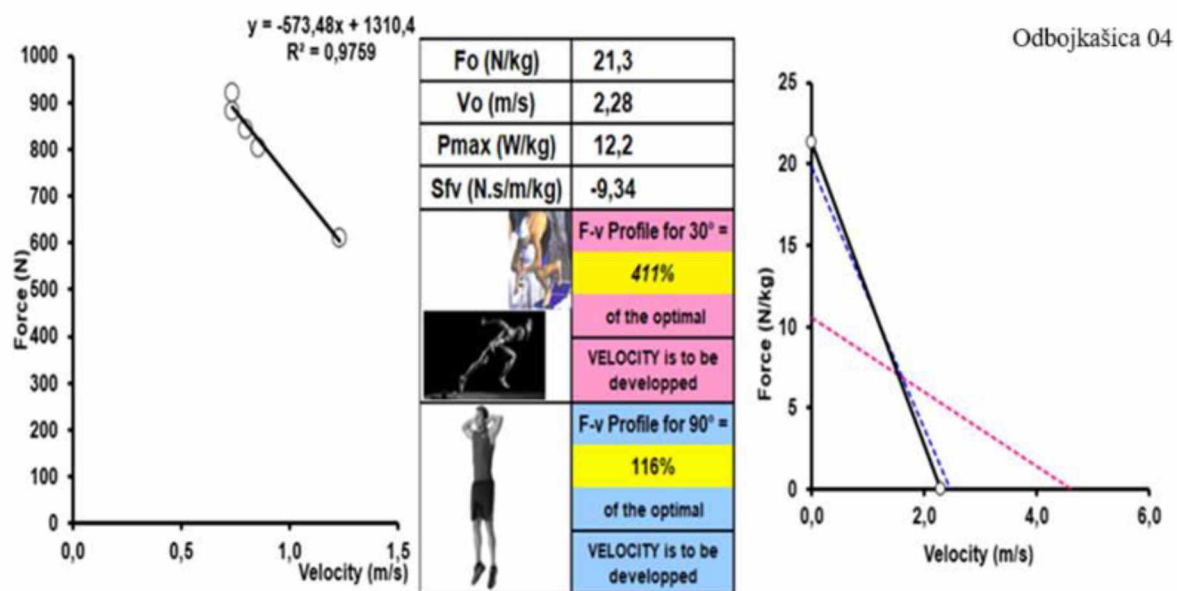 y = -573,48x + 1310,4
R² = 0,9759
Force (N)
1000
900
800
700
600
500
400
300
200
100
0
0,0
0,5
1,0
1,5
Velocity (m/s)
Fo (N/kg) 21,3
Vo (m/s) 2,28
Pmax (W/kg) 12,2
Sfv (N.s/m/kg) -9,34
F-v Profile for 30° =
411%
of the optimal
VELOCITY is to be
developped
F-v Profile for 90° =
116%
of the optimal
VELOCITY is to be
developped
Odbojkašica 04
Force (N/kg)
25
20
15
10
5
0
0,0
2,0
4,0
6,0
Velocity (m/s)